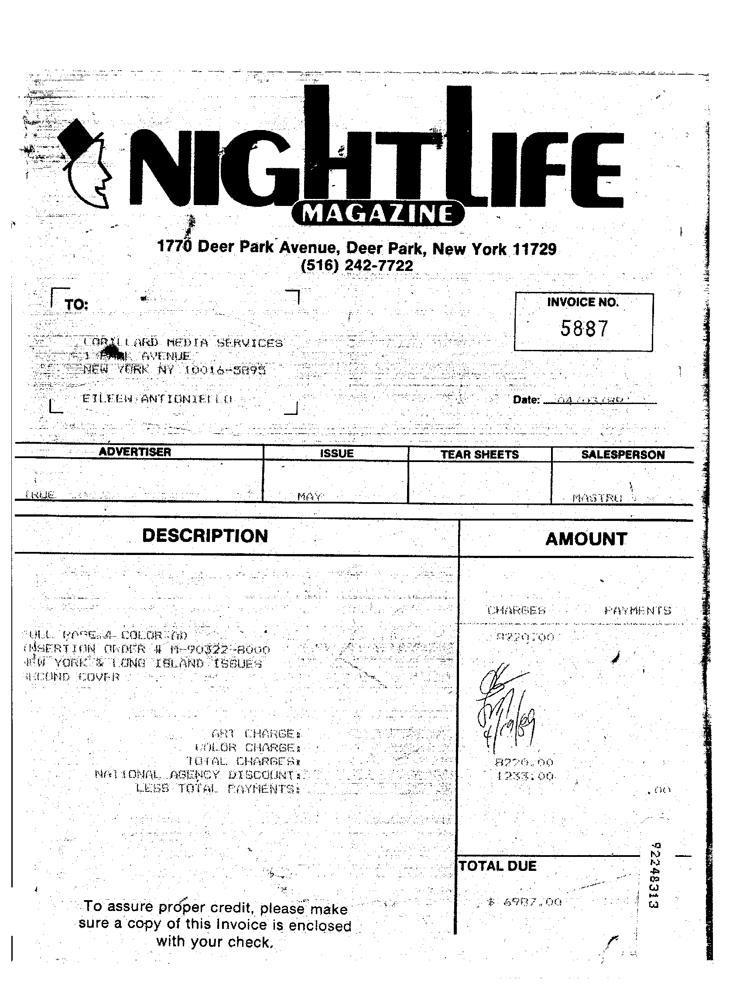 NIGHTLIFE
MAGAZINE
1770 Deer Park Avenue, Deer Park, New York 11729
(516) 242-7722
TO:
INVOICE NO.
5887
LORILLARD MEDIA SERVICES
1 PARK AVENUE
NEW YORK NY 10016-5895
EILEEN ANTIONIELLO
Date: 04/03/89
ADVERTISER ISSUE TEAR SHEETS SALESPERSON
TRUE MAY MASTRU
DESCRIPTION AMOUNT
CHARGES PAYMENTS
FULL PAGE 4 COLOR AD 8220.00
INSERTION ORDER # M-90322-8000
NEW YORK & LONG ISLAND ISSUES
SECOND COVER
4/19/89
ART CHARGE:
COLOR CHARGE:
TOTAL CHARGES: 8220.00
NATIONAL AGENCY DISCOUNT: 1233.00
LESS TOTAL PAYMENTS: .00
TOTAL DUE
$ 6987.00
92248313
To assure proper credit, please make
sure a copy of this Invoice is enclosed
with your check.